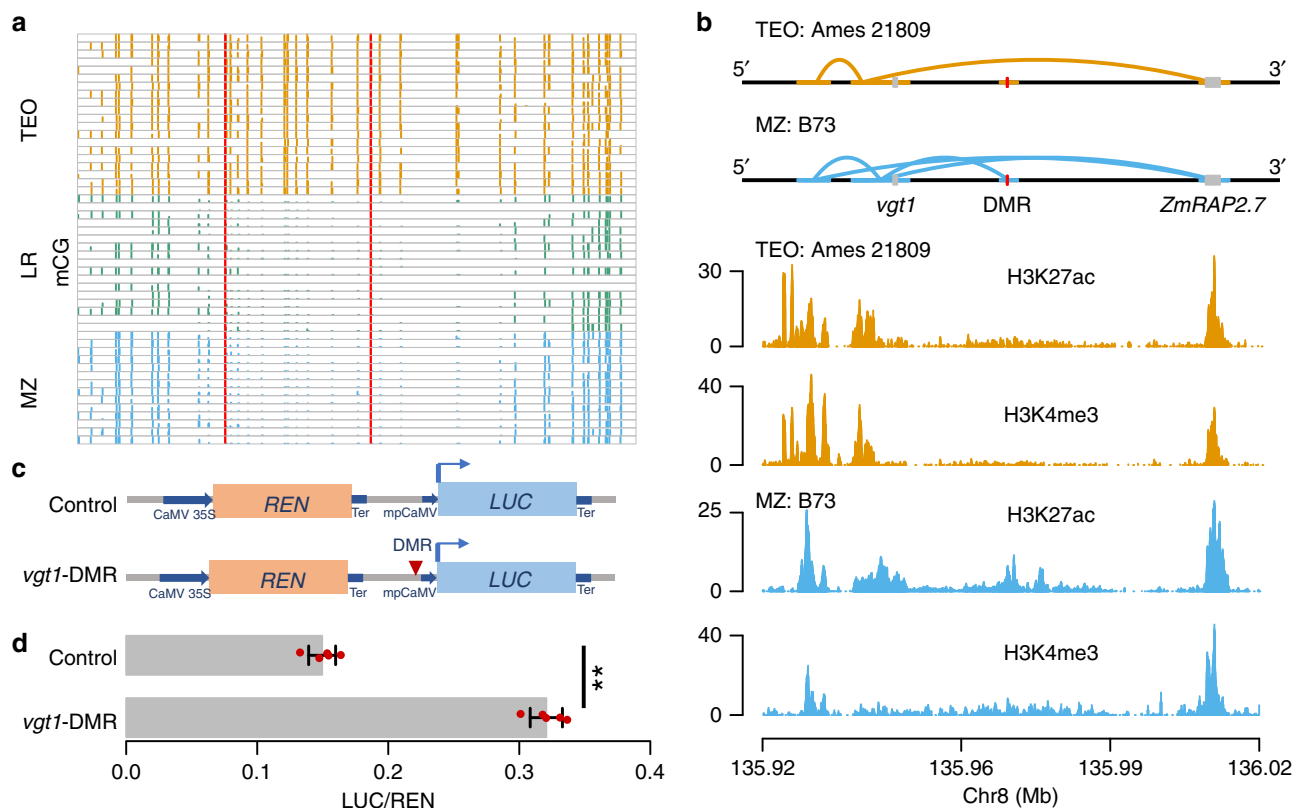 a
TEO
LR
MZ
mCG
b
TEO: Ames 21809
5′ 3′
MZ: B73
5′ 3′
vgt1 DMR ZmRAP2.7
TEO: Ames 21809
H3K27ac
30
0
H3K4me3
40
0
MZ: B73
H3K27ac
25
0
H3K4me3
40
0
135.92 135.96 135.99 136.02
Chr8 (Mb)
c
Control
REN LUC
CaMV 35S Ter mpCaMV Ter
DMR
vgt1-DMR
REN LUC
CaMV 35S Ter mpCaMV Ter
d
Control
**
vgt1-DMR
0.0 0.1 0.2 0.3 0.4
LUC/REN